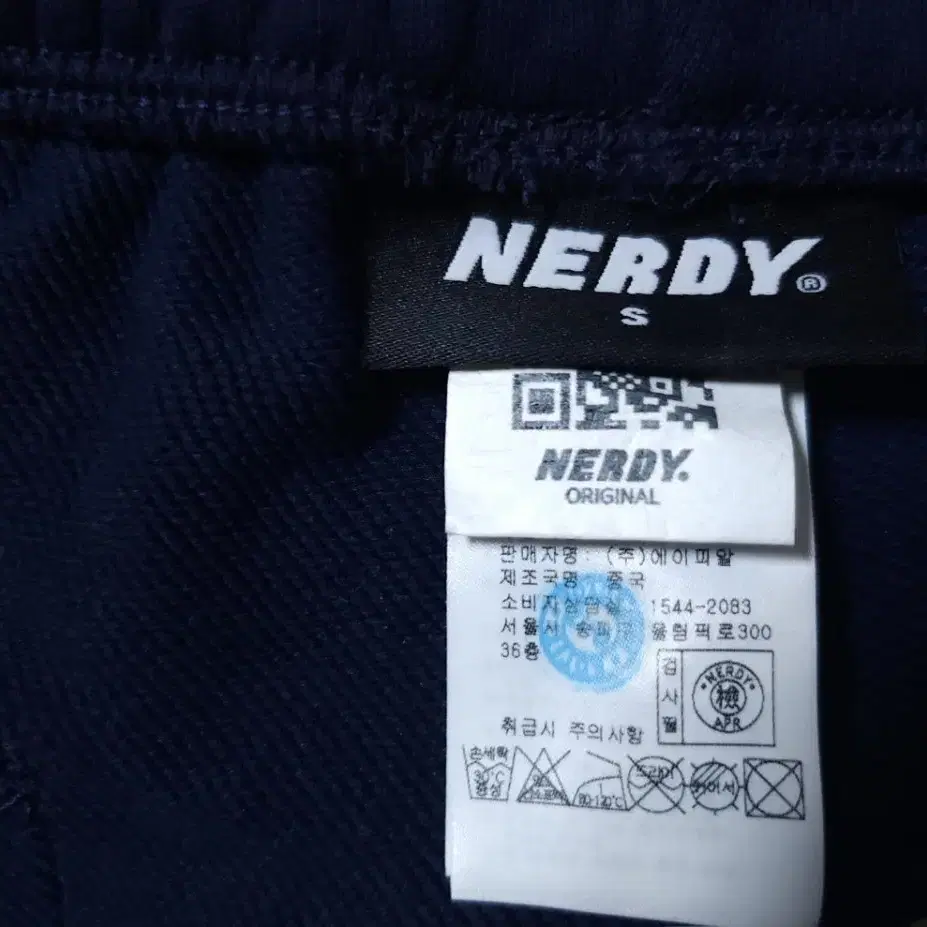 NERDY®
S
NERDY.
ORIGINAL
판매자명 : (주)에이피알
제조국명 : 중국
소비자상담실 1544-2083
서울시 송파구 올림픽로300
36층
검사필
NERDY
檢
APR
취급시 주의사항
손세탁
30°C
중성
80-120°C
드라이